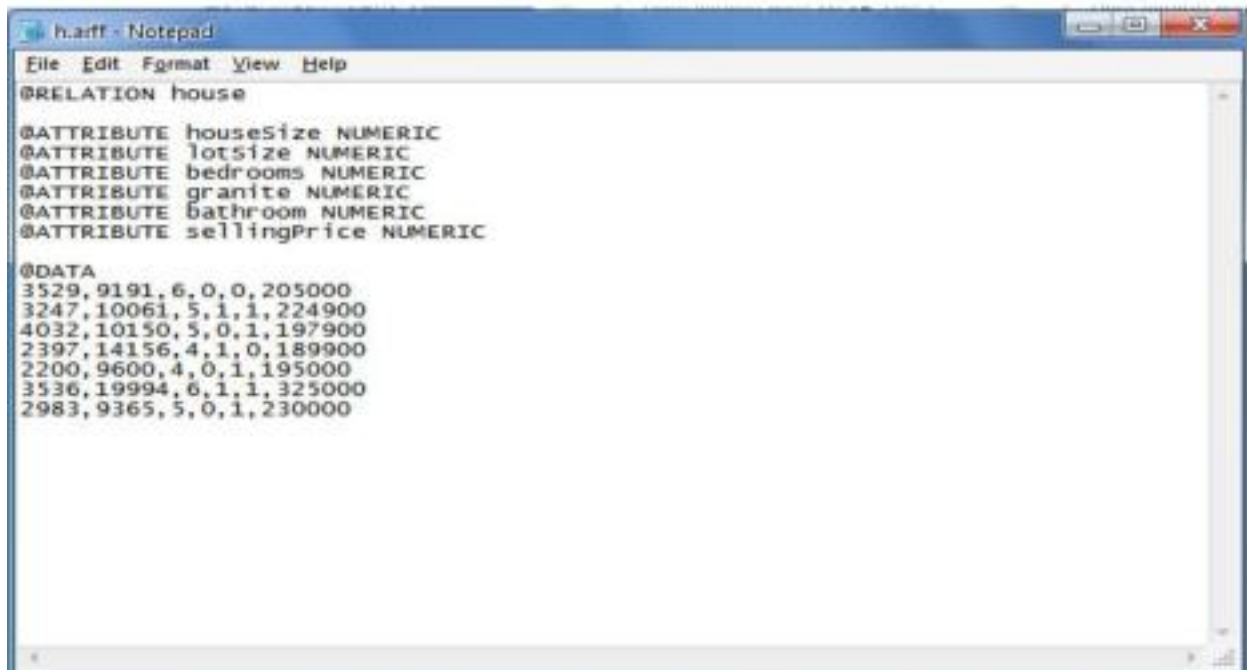 h.arff - Notepad
File Edit Format View Help
@RELATION house
@ATTRIBUTE houseSize NUMERIC
@ATTRIBUTE lotSize NUMERIC
@ATTRIBUTE bedrooms NUMERIC
@ATTRIBUTE granite NUMERIC
@ATTRIBUTE bathroom NUMERIC
@ATTRIBUTE sellingPrice NUMERIC
@DATA
3529,9191,6,0,0,205000
3247,10061,5,1,1,224900
4032,10150,5,0,1,197900
2397,14156,4,1,0,189900
2200,9600,4,0,1,195000
3536,19994,6,1,1,325000
2983,9365,5,0,1,230000